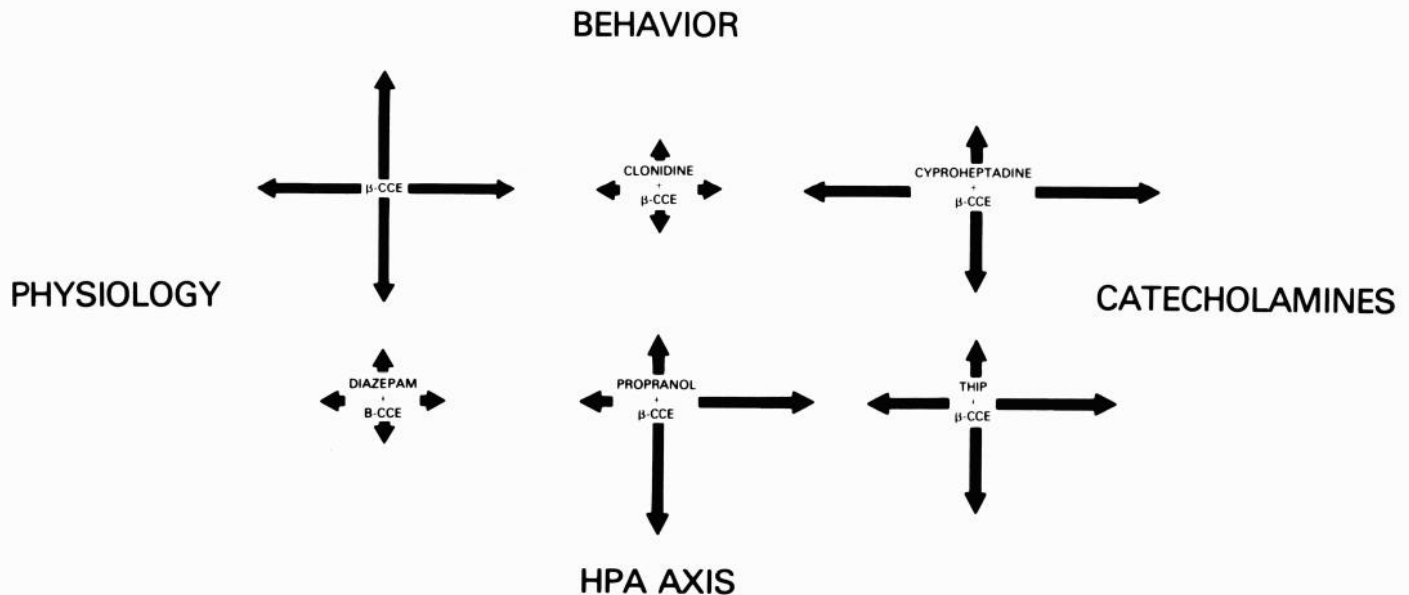 BEHAVIOR
β-CCE
CLONIDINE
+
β-CCE
CYPROHEPTADINE
+
β-CCE
PHYSIOLOGY
CATECHOLAMINES
DIAZEPAM
+
B-CCE
PROPRANOL
+
β-CCE
THIP
+
β-CCE
HPA AXIS